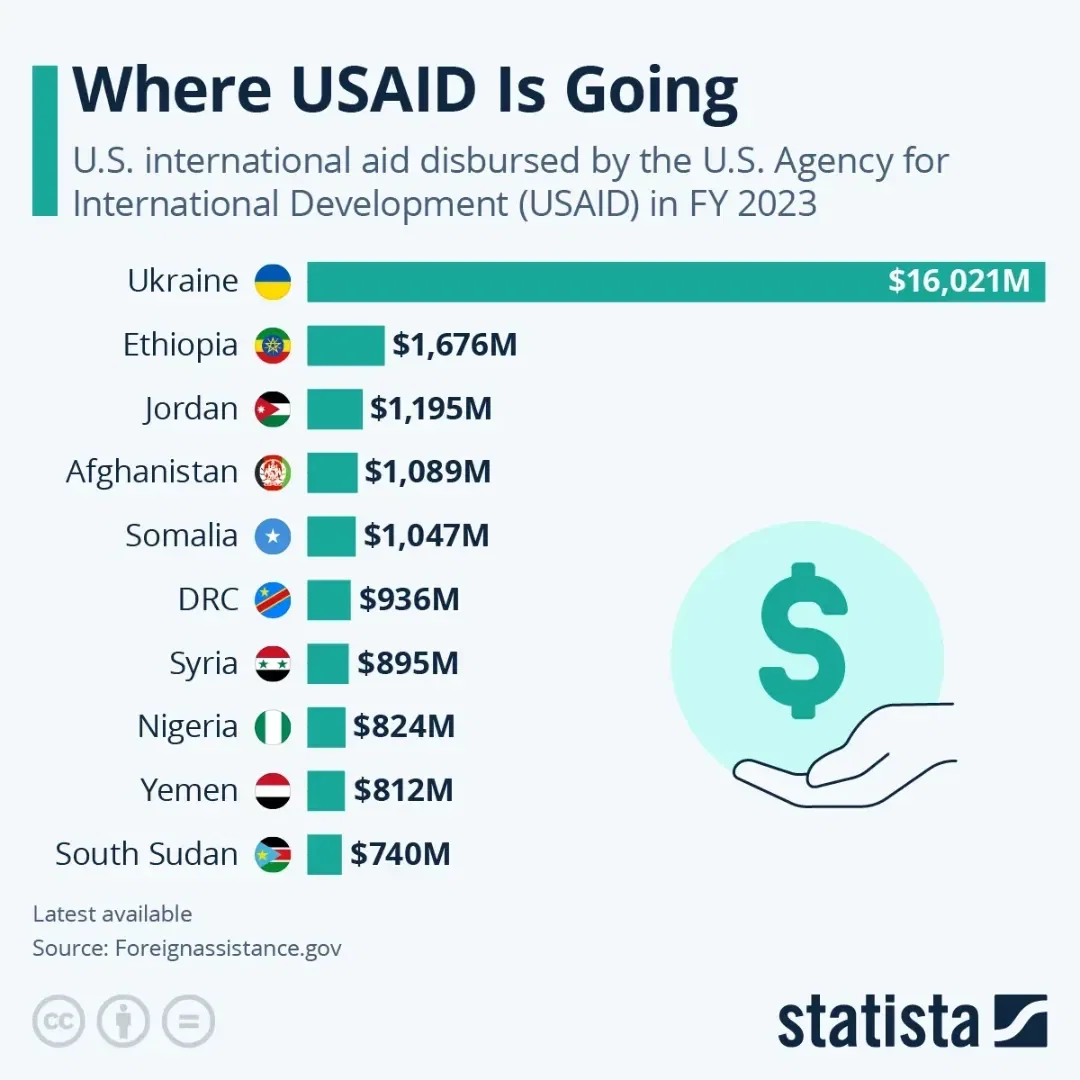 Where USAID Is Going
U.S. international aid disbursed by the U.S. Agency for
International Development (USAID) in FY 2023
Ukraine $16,021M
Ethiopia $1,676M
Jordan $1,195M
Afghanistan $1,089M
Somalia $1,047M
DRC $936M
Syria $895M
Nigeria $824M
Yemen $812M
South Sudan $740M
$
Latest available
Source: Foreignassistance.gov
cc
=
statista